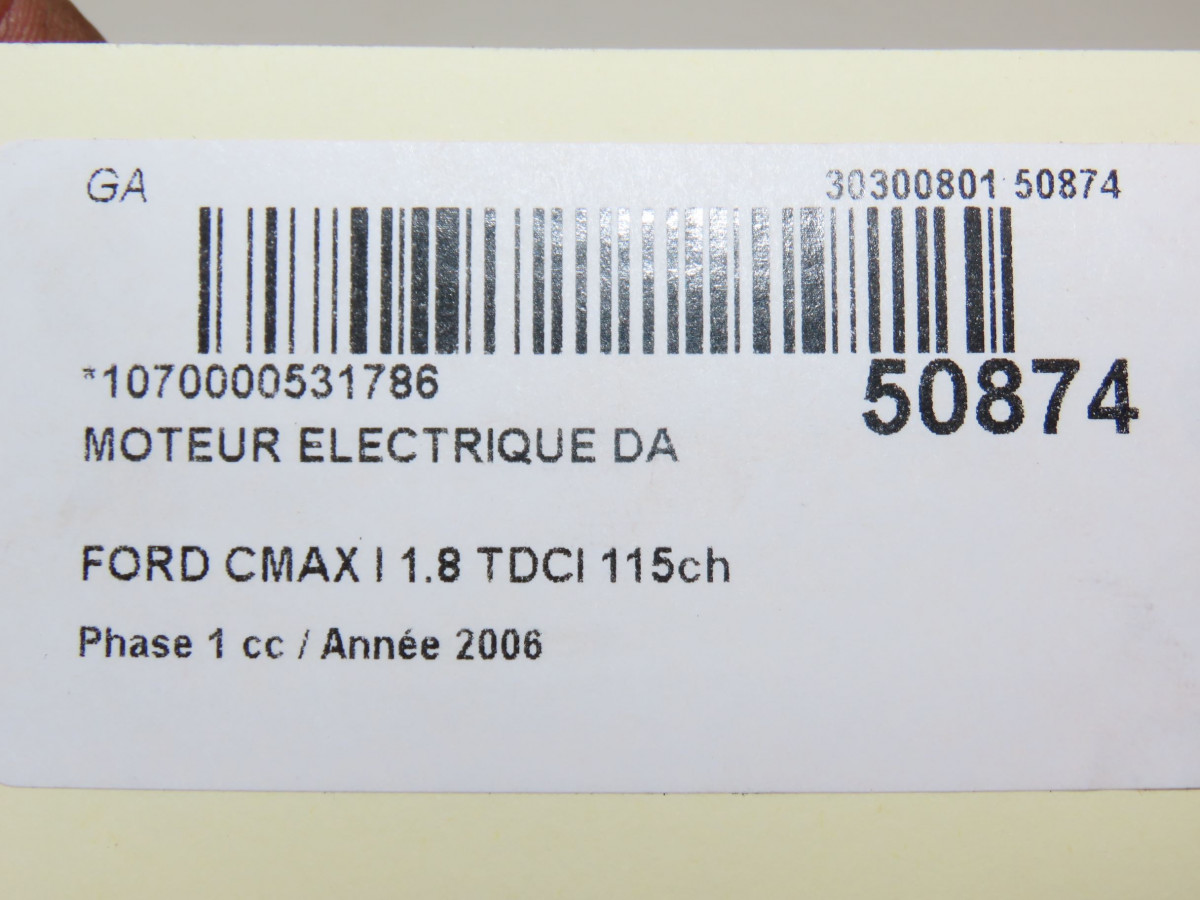 GA 30300801 50874
*1070000531786 50874
MOTEUR ELECTRIQUE DA
FORD CMAX I 1.8 TDCI 115ch
Phase 1 cc / Année 2006